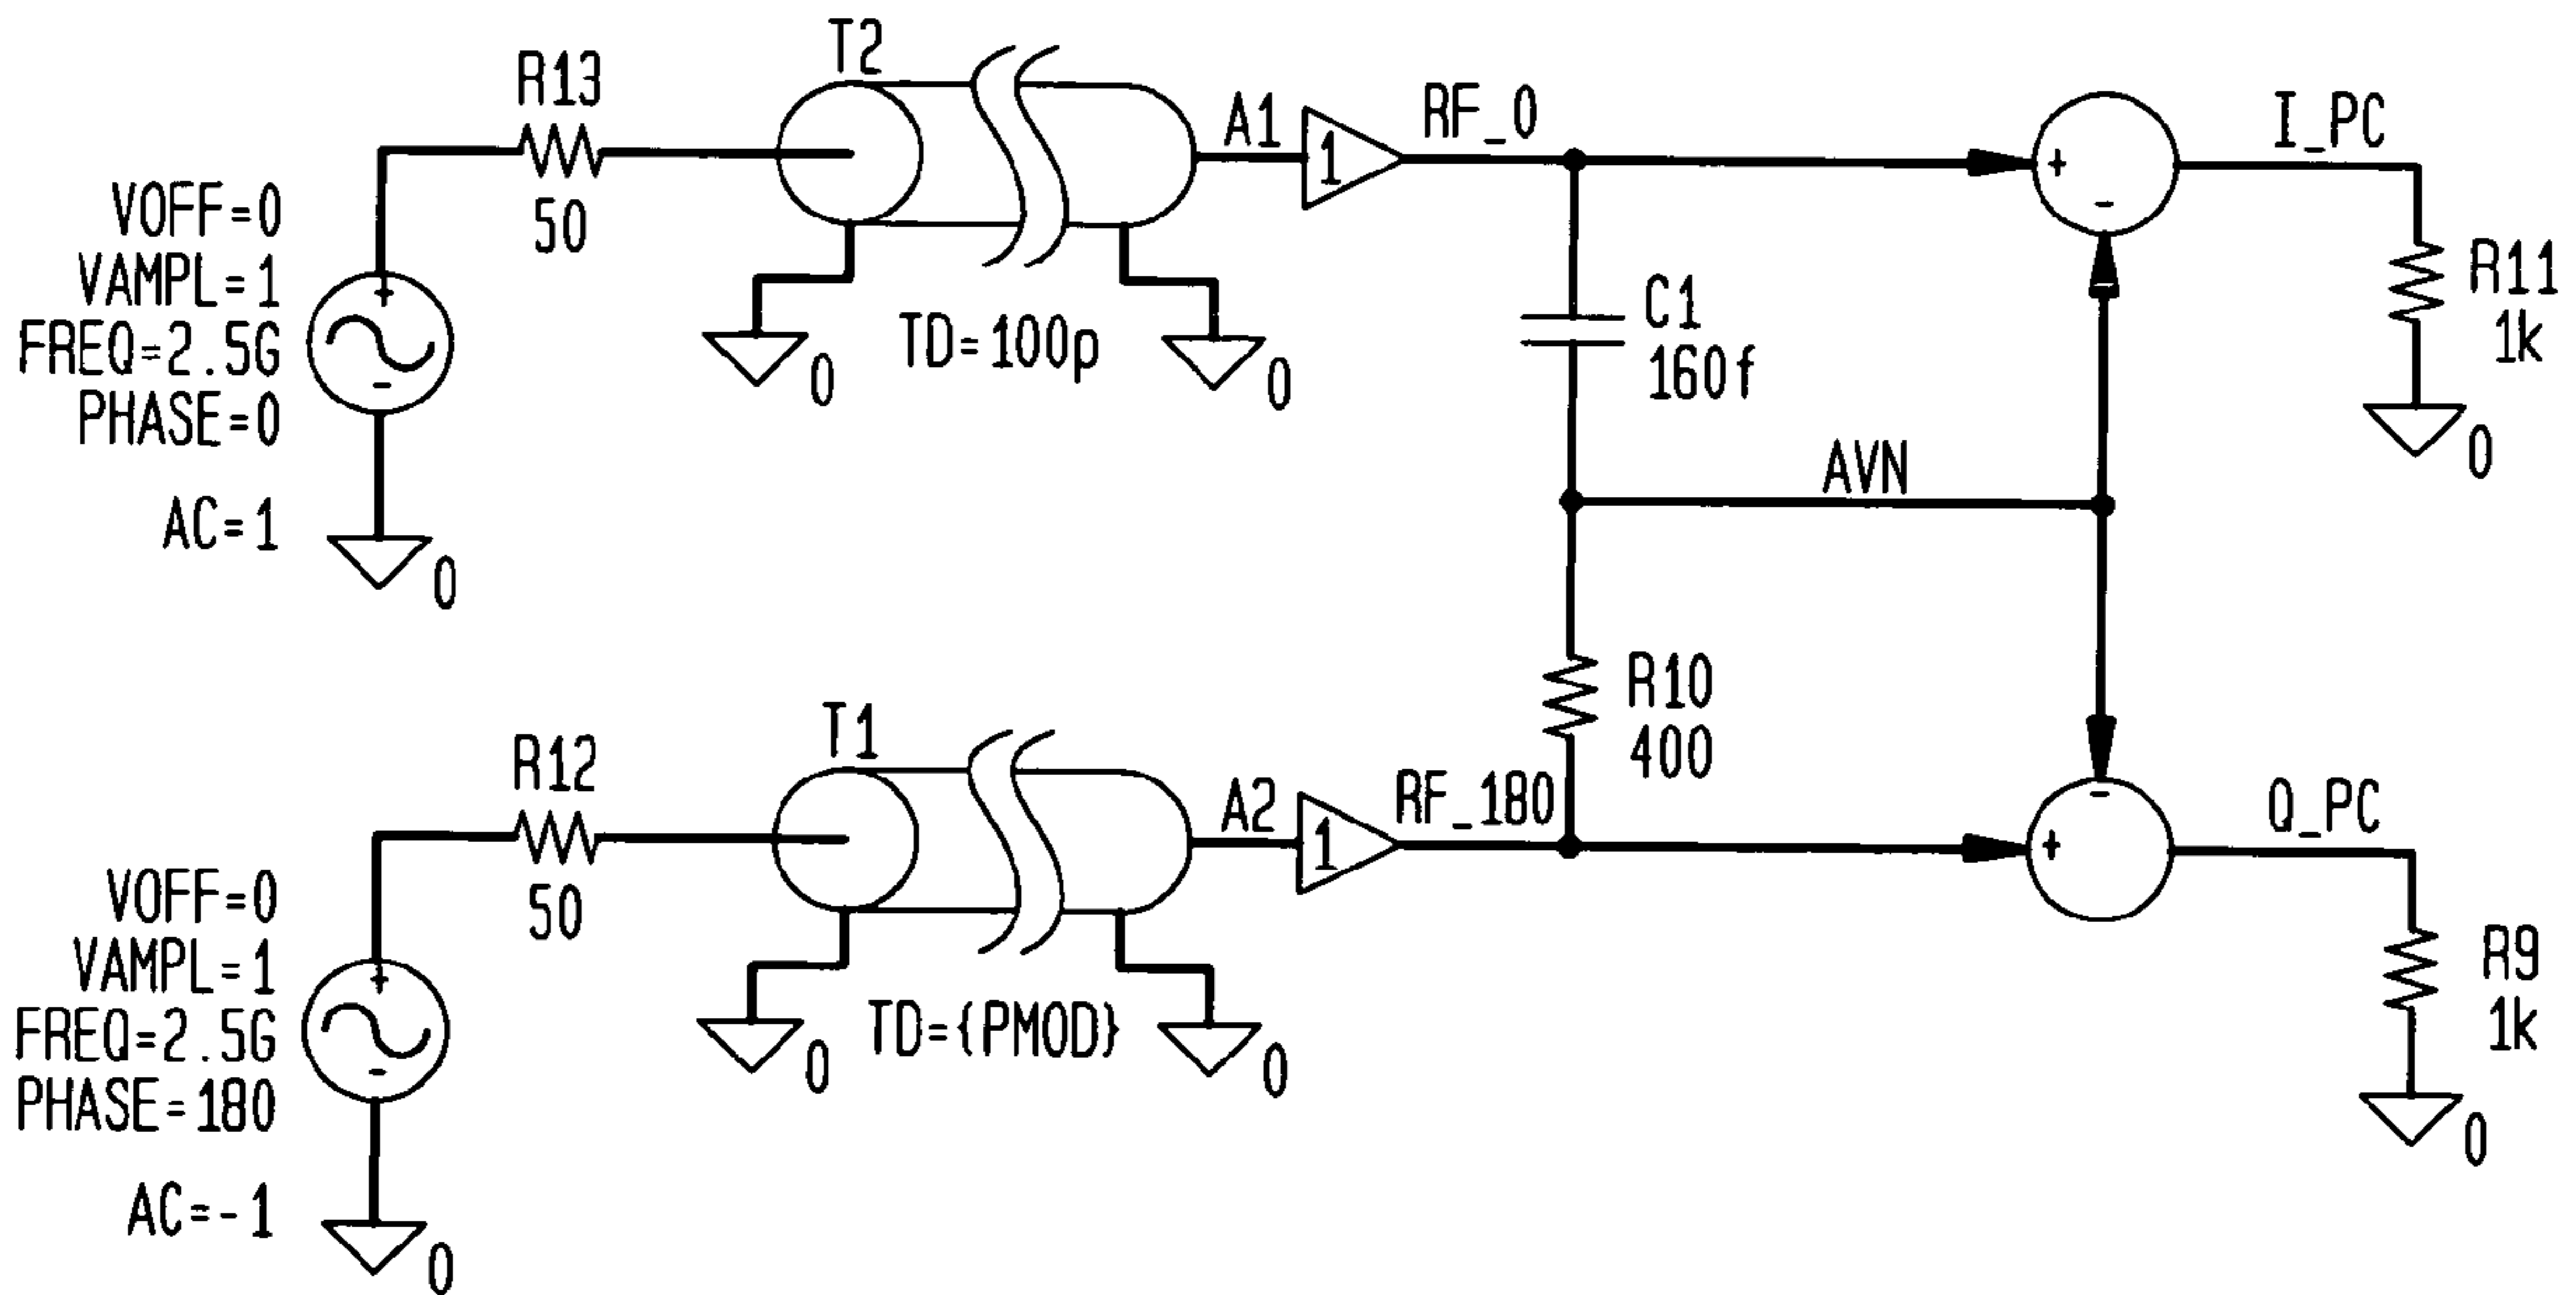 T2
R13
50
VOFF=0
VAMPL=1
FREQ=2.5G
PHASE=0
AC=1
+
-
0
0
TD=100p
0
A1
1
RF_0
C1
160f
+
-
I_PC
R11
1k
0
AVN
R10
400
T1
R12
50
VOFF=0
VAMPL=1
FREQ=2.5G
PHASE=180
AC=-1
+
-
0
0
TD={PMOD}
0
A2
1
RF_180
-
+
Q_PC
R9
1k
0